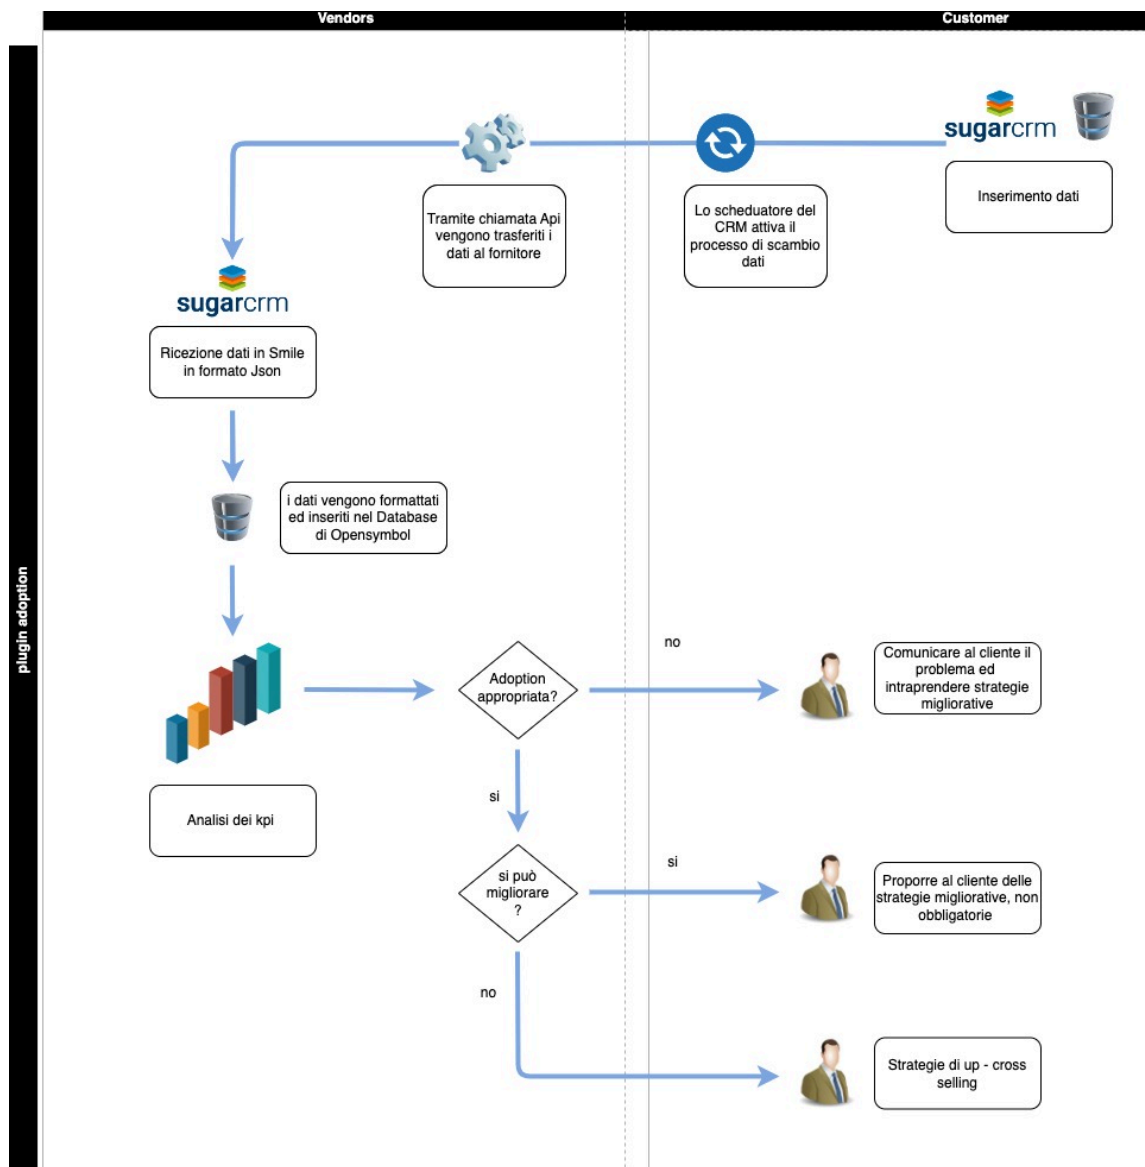 Vendors
Customer
plugin adoption
sugarcrm
Inserimento dati
Lo scheduatore del
CRM attiva il
processo di scambio
dati
Tramite chiamata Api
vengono trasferiti i
dati al fornitore
sugarcrm
Ricezione dati in Smile
in formato Json
i dati vengono formattati
ed inseriti nel Database
di Opensymbol
Analisi dei kpi
Adoption
appropriata?
no
Comunicare al cliente il
problema ed
intraprendere strategie
migliorative
si
si può
migliorare
?
si
Proporre al cliente delle
strategie migliorative, non
obbligatorie
no
Strategie di up - cross
selling